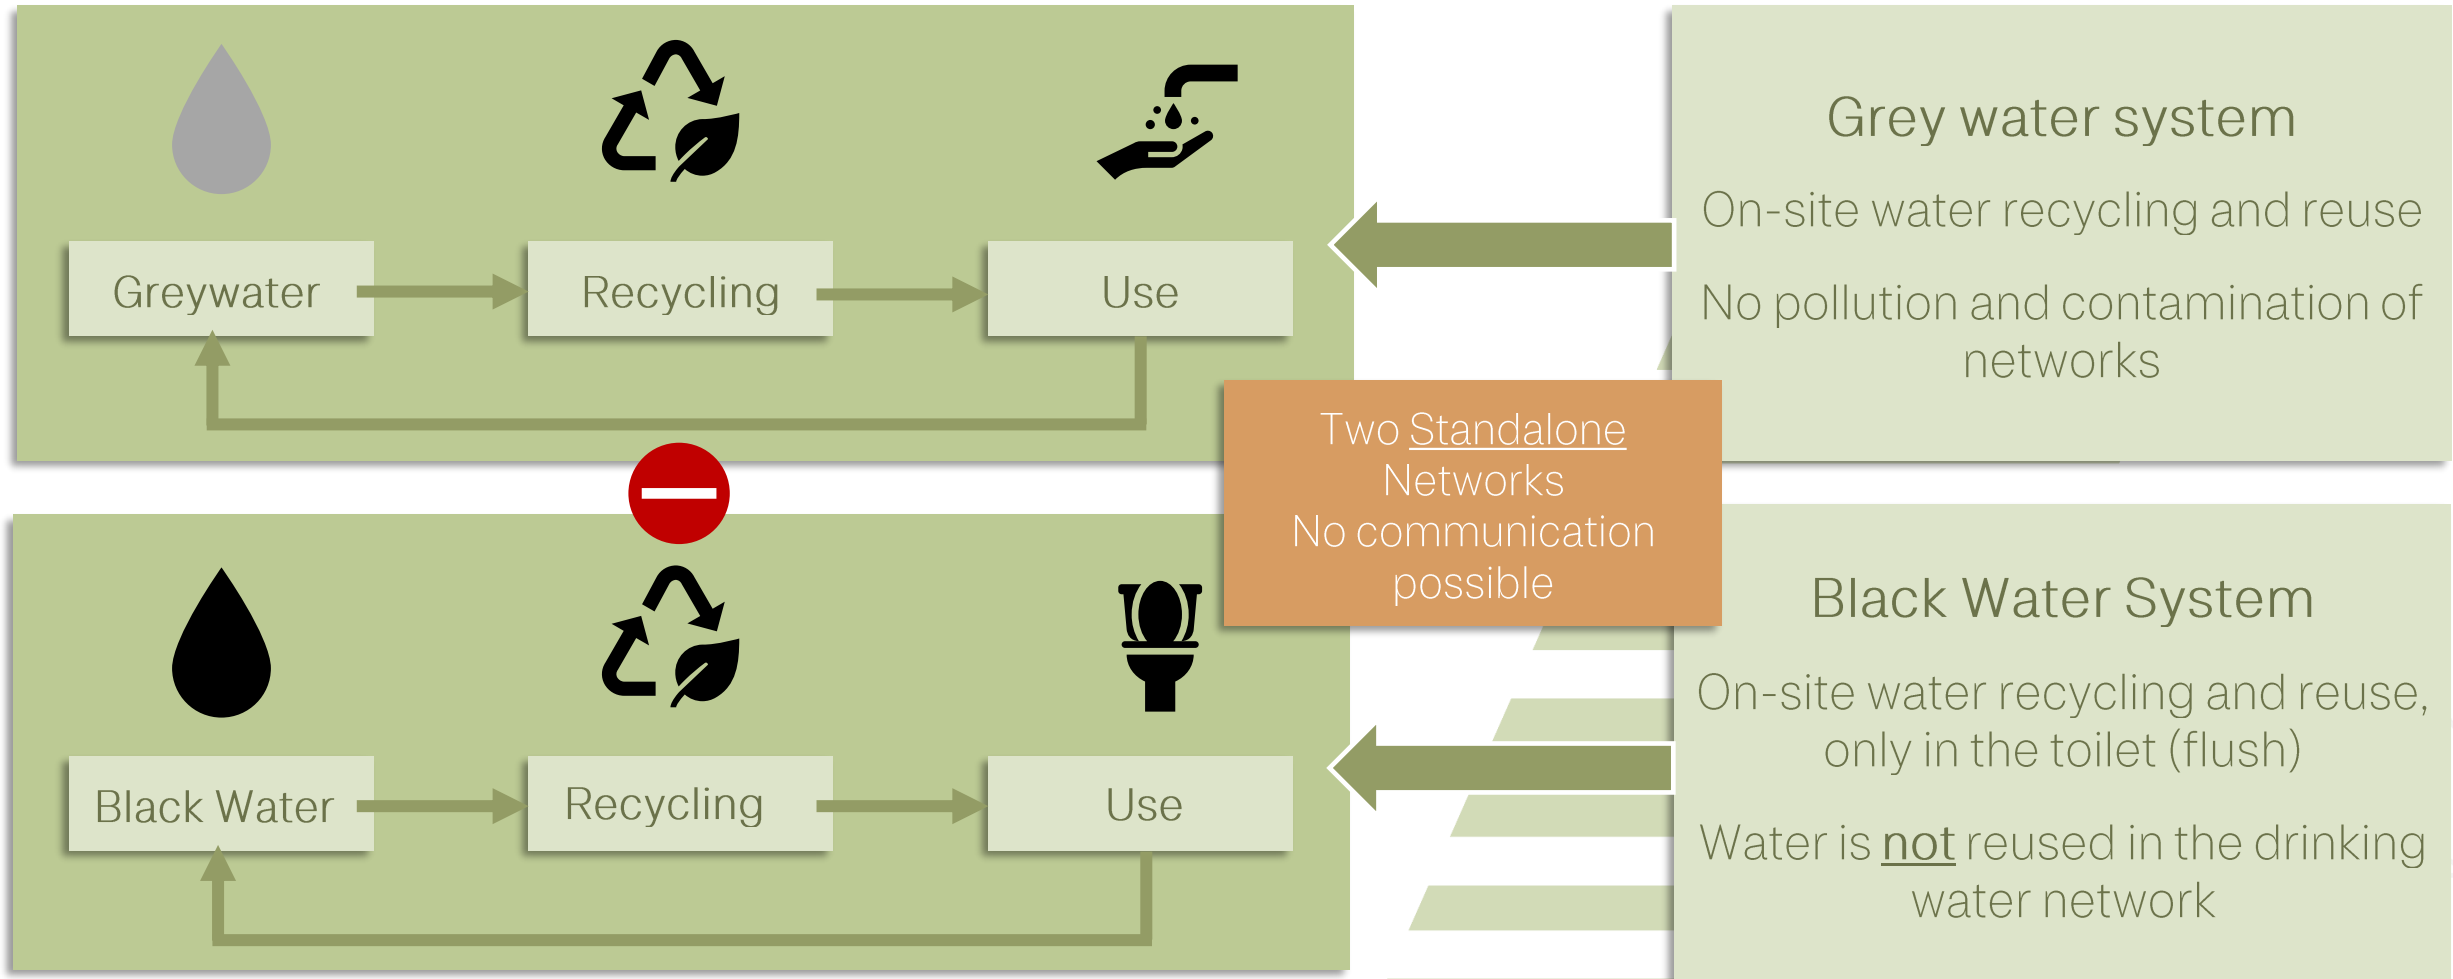 Greywater
Recycling
Use
Grey water system
On-site water recycling and reuse
No pollution and contamination of
networks
Two Standalone
Networks
No communication
possible
Black Water
Recycling
Use
Black Water System
On-site water recycling and reuse,
only in the toilet (flush)
Water is not reused in the drinking
water network